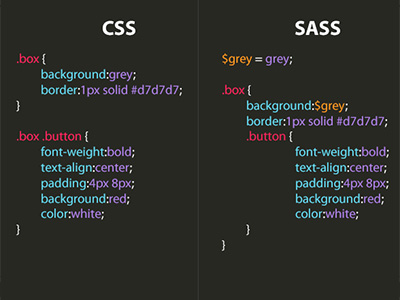 CSS
.box {
background:grey;
border:1px solid #d7d7d7;
}
.box .button {
font-weight:bold;
text-align:center;
padding:4px 8px;
background:red;
color:white;
}
SASS
$grey = grey;
.box {
background:$grey;
border:1px solid #d7d7d7;
.button {
font-weight:bold;
text-align:center;
padding:4px 8px;
background:red;
color:white;
}
}